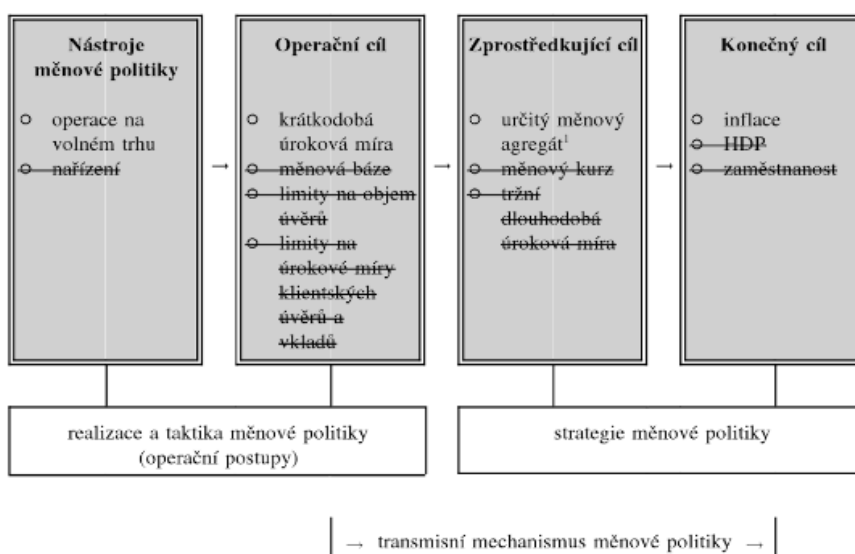 Nástroje
měnové politiky
operace na
volném trhu
nařízení
→
Operační cíl
krátkodobá
úroková míra
měnová báze
limity na objem
úvěrů
limity na
úrokové míry
klientských
úvěrů a
vkladů
→
Zprostředkující cíl
určitý měnový
agregát¹
měnový kurz
tržní
dlouhodobá
úroková míra
→
Konečný cíl
inflace
HDP
zaměstnanost
realizace a taktika měnové politiky
(operační postupy)
strategie měnové politiky
→ transmisní mechanismus měnové politiky →